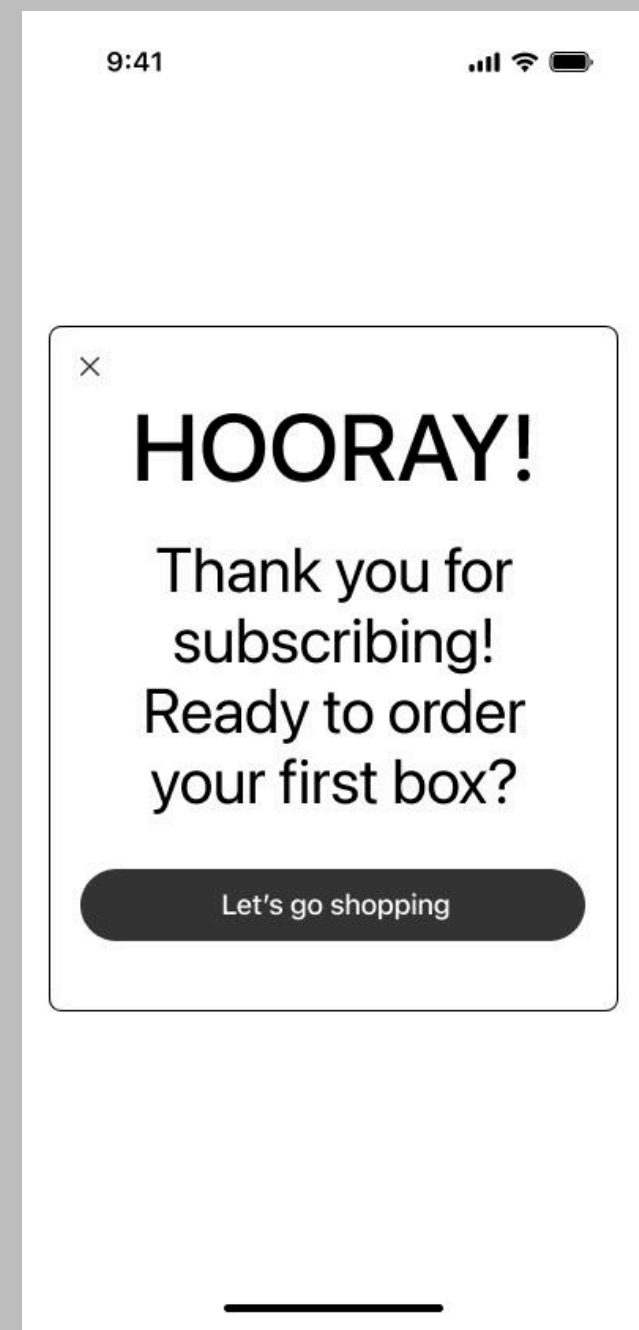 9:41
HOORAY!
Thank you for
subscribing!
Ready to order
your first box?
Let’s go shopping